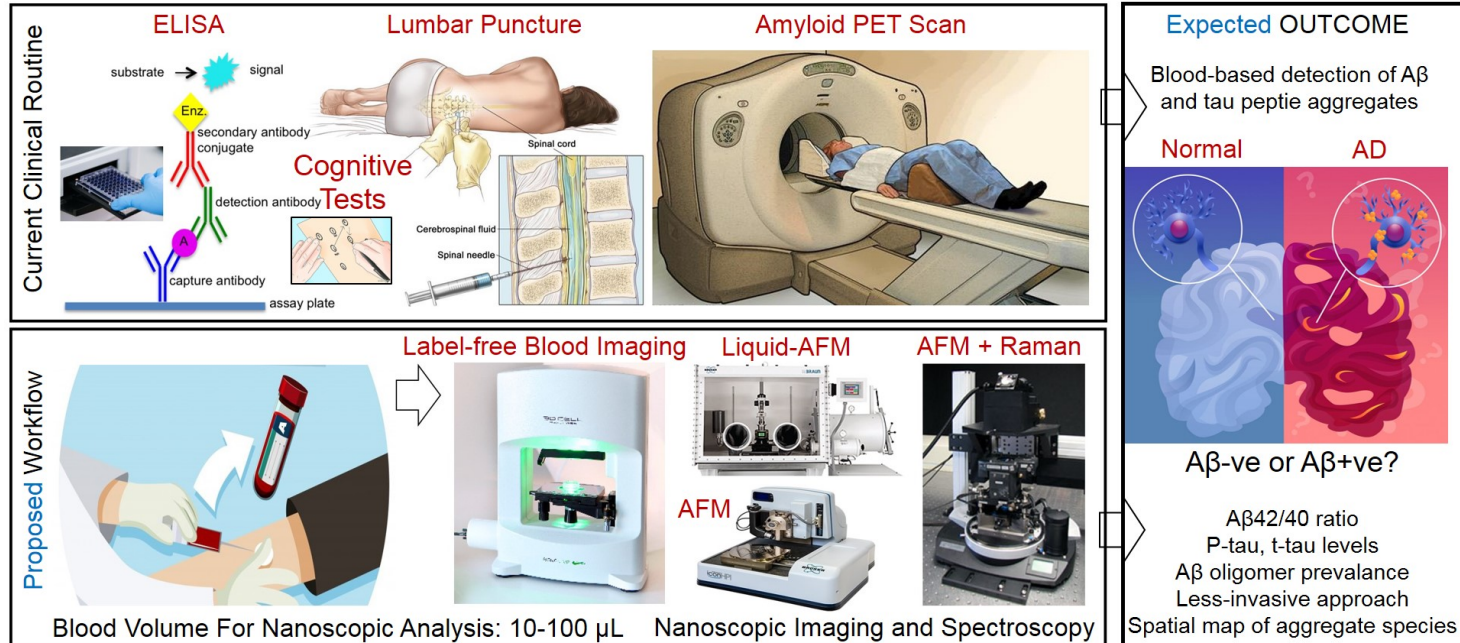 Current Clinical Routine
ELISA
substrate
signal
Enz.
secondary antibody
conjugate
detection antibody
A
capture antibody
assay plate
Lumbar Puncture
Spinal cord
Cognitive
Tests
Cerebrospinal fluid
Spinal needle
Amyloid PET Scan
Proposed Workflow
A
Blood Volume For Nanoscopic Analysis: 10-100 µL
Label-free Blood Imaging
Liquid-AFM
AFM
AFM + Raman
Nanoscopic Imaging and Spectroscopy
Expected OUTCOME
Blood-based detection of Aβ
and tau peptie aggregates
Normal
AD
Aβ-ve or Aβ+ve?
Aβ42/40 ratio
P-tau, t-tau levels
Aβ oligomer prevalance
Less-invasive approach
Spatial map of aggregate species